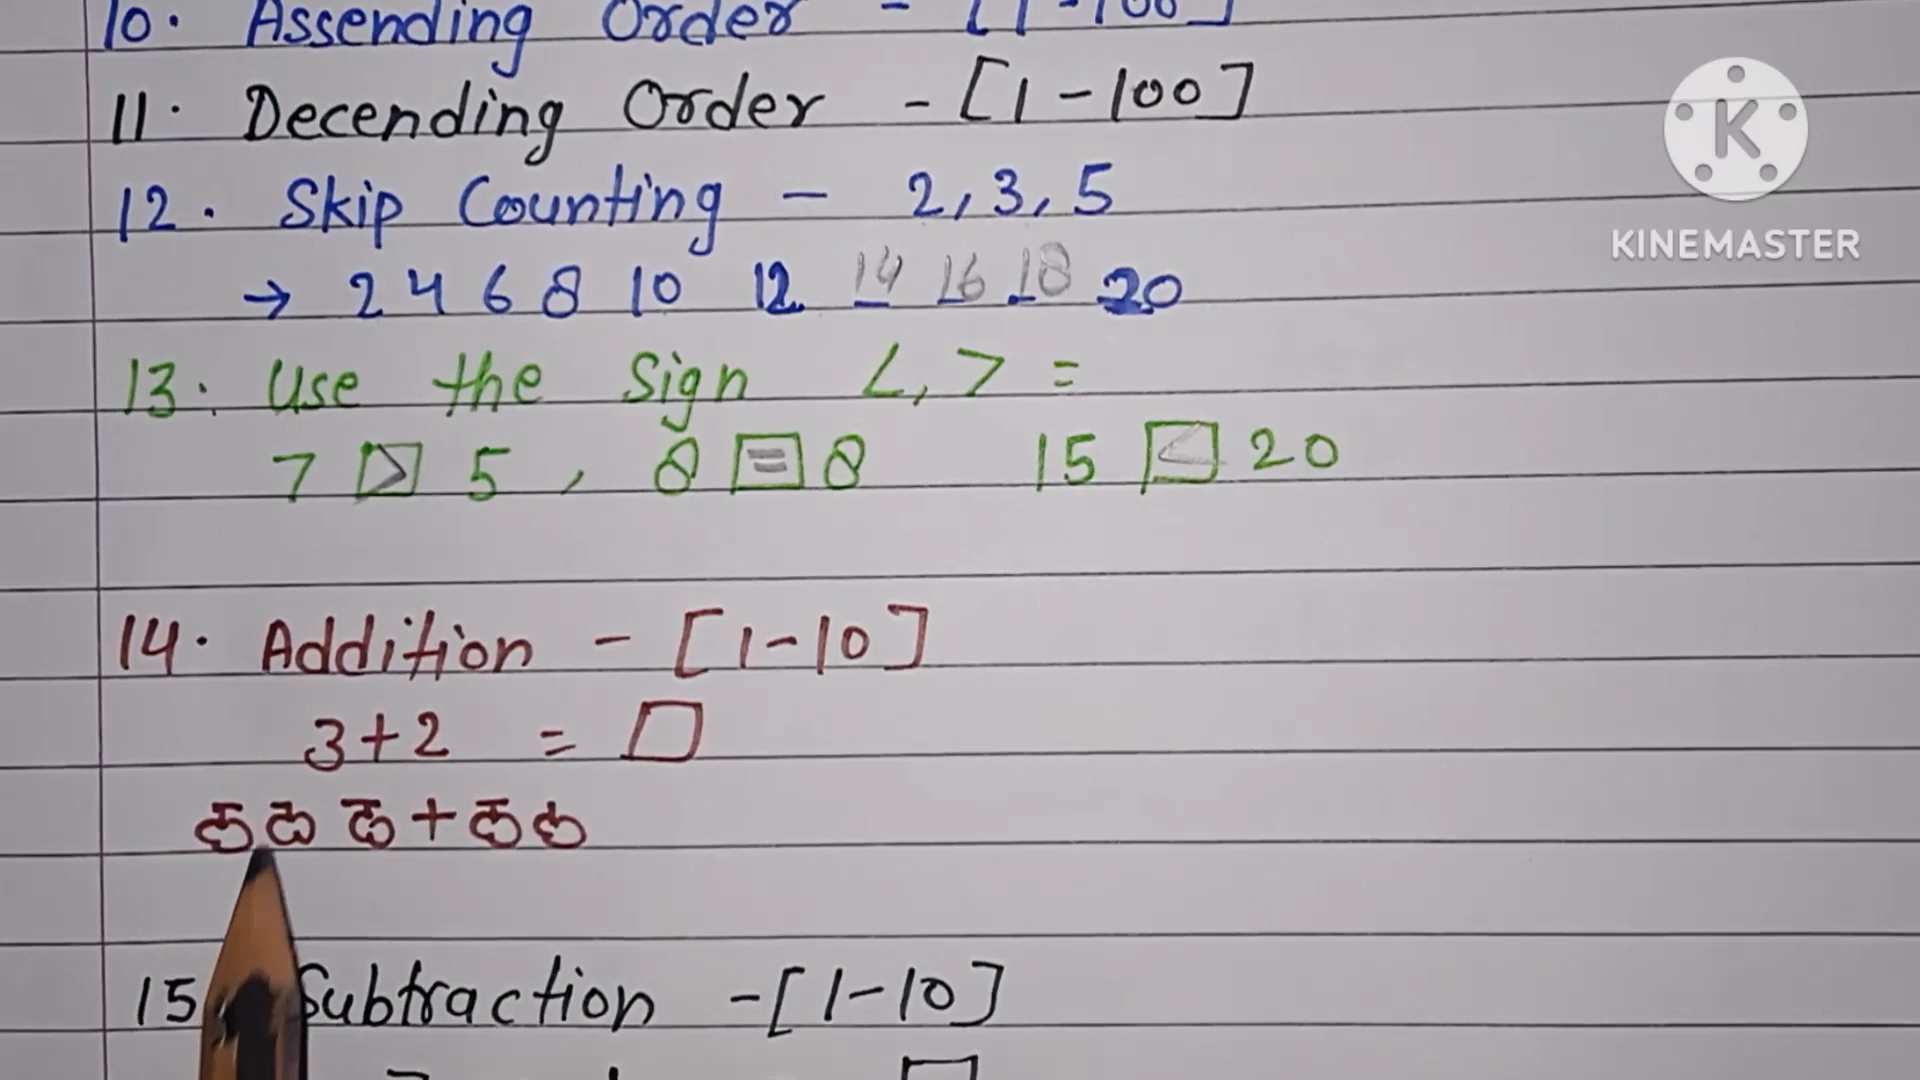 10. Assending Order - [1-100]
11. Decending Order - [1-100]
12. Skip Counting - 2, 3, 5
→ 2 4 6 8 10 12 14 16 18 20
13. Use the Sign <, > =
7 > 5, 8 = 8 15 < 20
14. Addition - [1-10]
3+2 = □
+
15. Subtraction - [1-10]
K
KINEMASTER